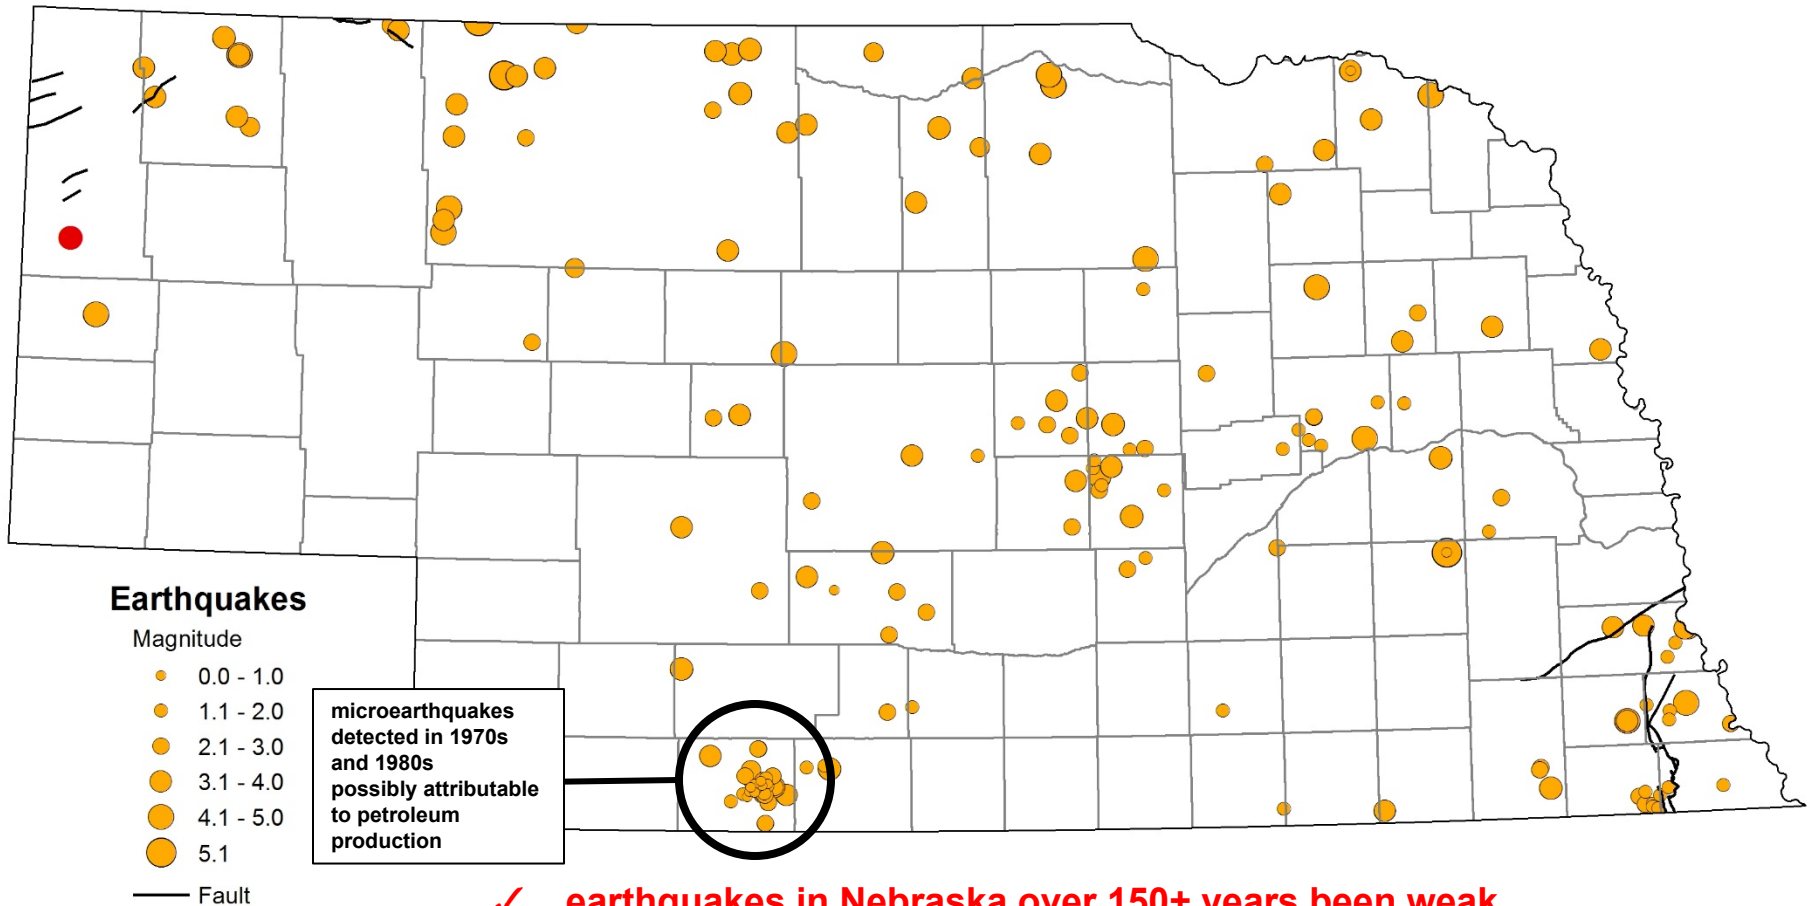 Earthquakes
Magnitude
0.0 - 1.0
1.1 - 2.0
2.1 - 3.0
3.1 - 4.0
4.1 - 5.0
5.1
Fault
microearthquakes
detected in 1970s
and 1980s
possibly attributable
to petroleum
production
✓ earthquakes in Nebraska over 150+ years been weak